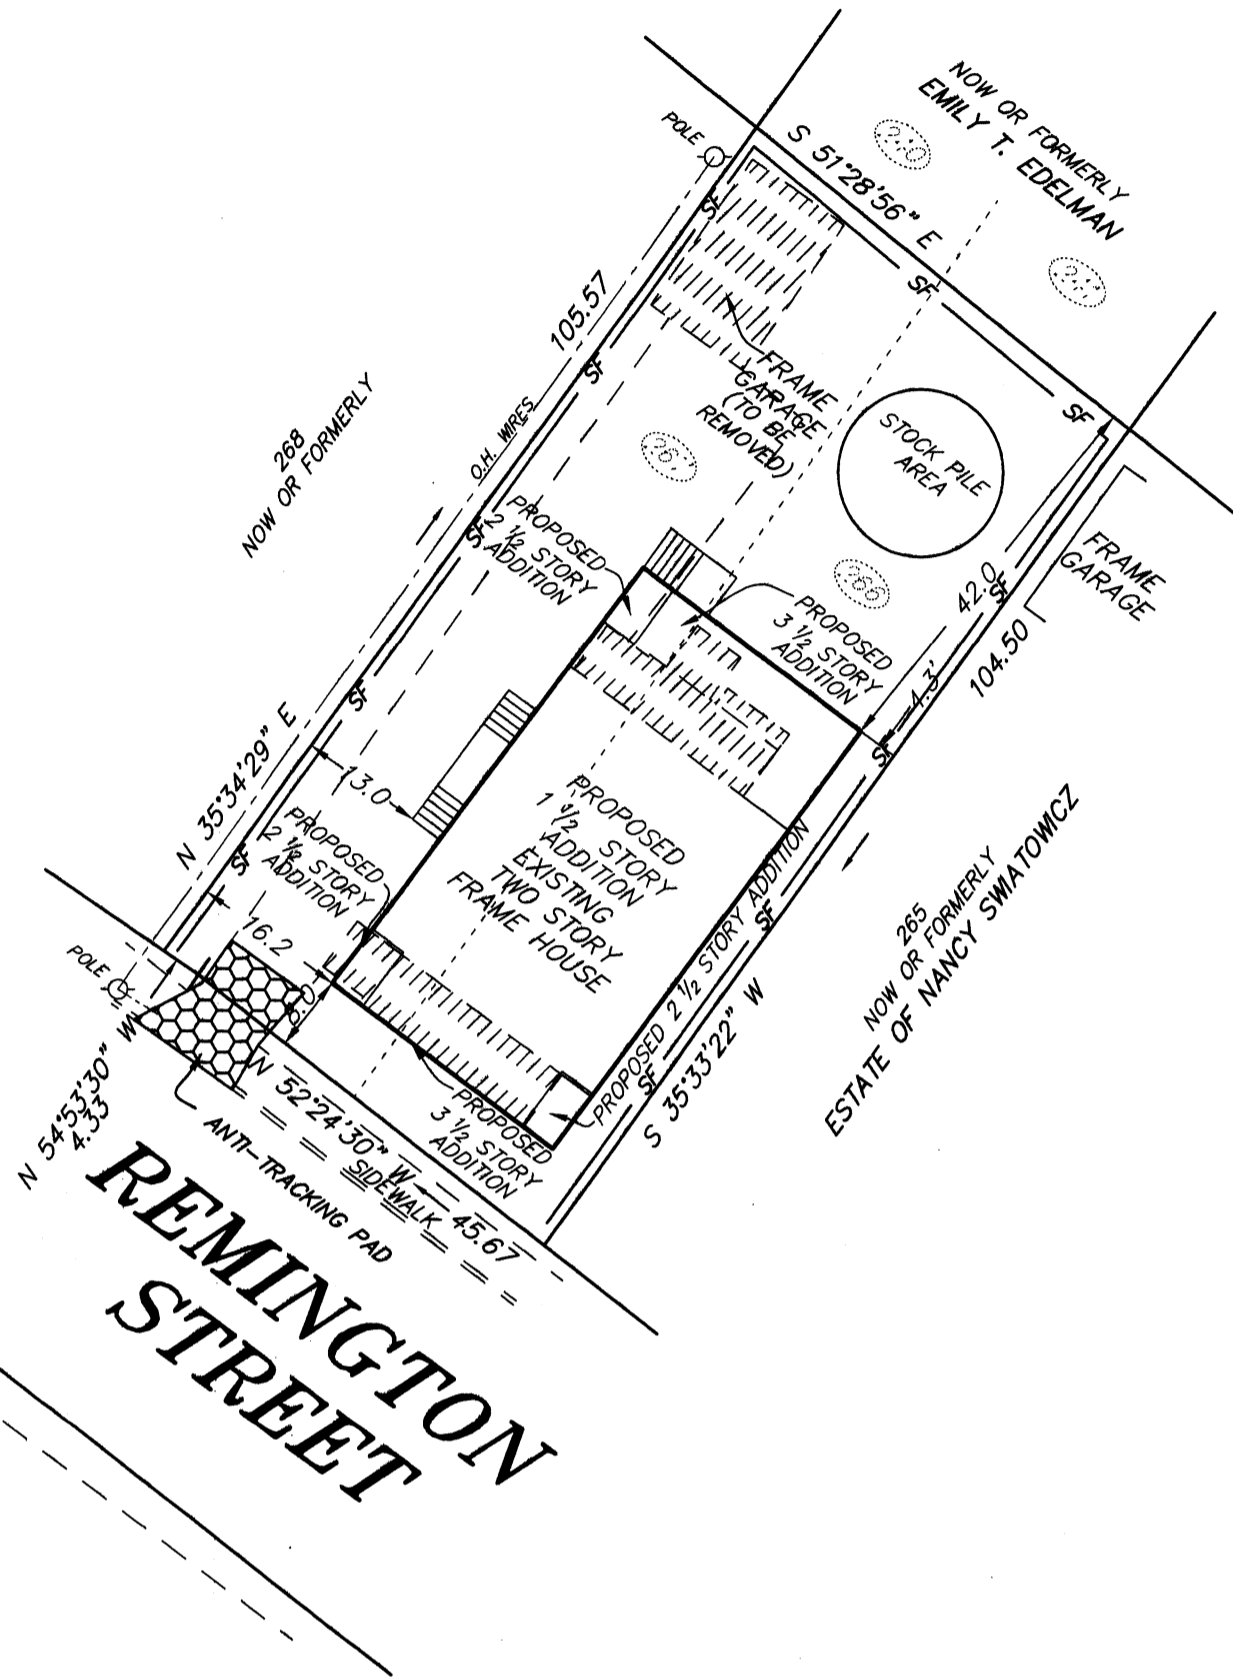 NOW OR FORMERLY
EMILY T. EDELMAN
240
POLE
S 51°28'56" E
SF
SF
SF
105.57
SF
FRAME
GARAGE
(TO BE
REMOVED)
STOCK PILE
AREA
268
NOW OR FORMERLY
O.H. WIRES
267
SF
PROPOSED
2 1/2 STORY
ADDITION
266
FRAME
GARAGE
42.0
SF
PROPOSED
3 1/2 STORY
ADDITION
104.50
4.3'
SF
SF
N 35°34'29" E
13.0
PROPOSED
2 1/2 STORY
ADDITION
SF
PROPOSED
1 1/2 STORY
ADDITION
EXISTING
TWO STORY
FRAME HOUSE
PROPOSED 2 1/2 STORY ADDITION
SF
265
NOW OR FORMERLY
ESTATE OF NANCY SWIATOWICZ
16.2
POLE
8.0
SF
S 35°33'22" W
N 54°53'30" W
4.33
N 52°24'30" W
45.67
SIDEWALK
PROPOSED
3 1/2 STORY
ADDITION
ANTI-TRACKING PAD
REMINGTON
STREET